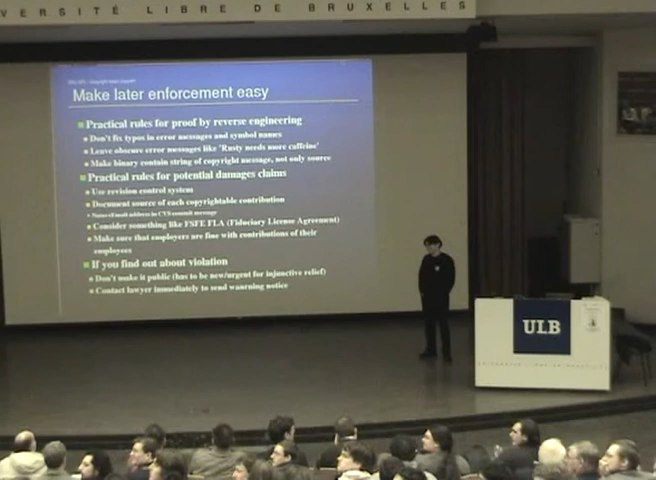 VERSITÉ LIBRE DE BRUXELLES
Make later enforcement easy
Practical rules for proof by reverse engineering
Don't fix typos in error messages and symbol names
Leave obscure error messages like 'Rusty needs more caffeine'
Make binary contain string of copyright message, not only source
Practical rules for potential damages claims
Use revision control system
Document source of each copyrightable contribution
Name/Email address in CVS commit message
Consider something like FSFE FLA (Fiduciary License Agreement)
Make sure that employers are fine with contributions of their
employees
If you find out about violation
Don't make it public (has to be new/urgent for injunctive relief)
Contact lawyer immediately to send wanrning notice
ULB